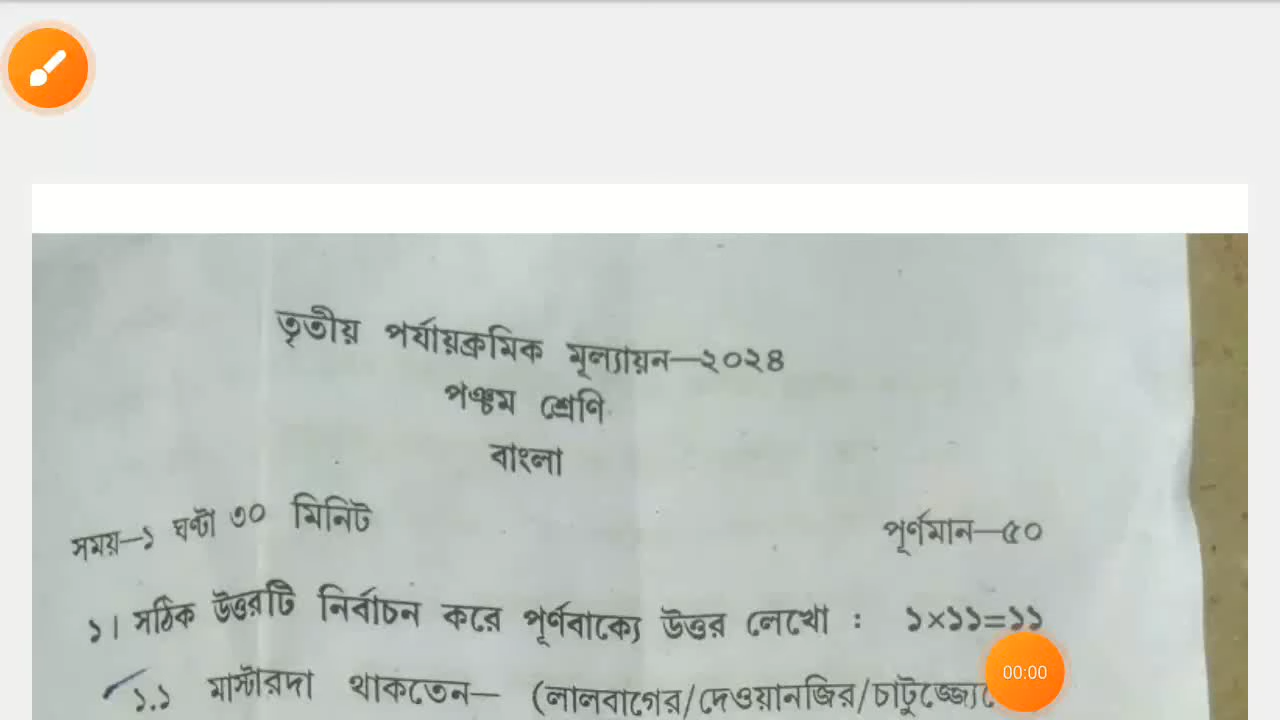 তৃতীয় পর্যায়ক্রমিক মূল্যায়ন—২০২৪
পঞ্চম শ্রেণি
বাংলা
সময়—১ ঘণ্টা ৩০ মিনিট
পূর্ণমান—৫০
১। সঠিক উত্তরটি নির্বাচন করে পূর্ণবাক্যে উত্তর লেখো : ১×১১=১১
১.১ মাস্টারদা থাকতেন— (লালবাগের/দেওয়ানজির/
00:00